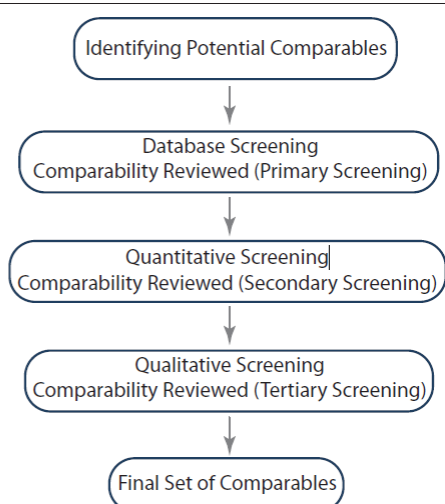 Identifying Potential Comparables
Database Screening
Comparability Reviewed (Primary Screening)
Quantitative Screening
Comparability Reviewed (Secondary Screening)
Qualitative Screening
Comparability Reviewed (Tertiary Screening)
Final Set of Comparables